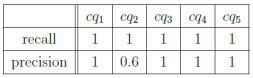 cq1 cq2 cq3 cq4 cq5
recall 1 1 1 1 1
precision 1 0.6 1 1 1